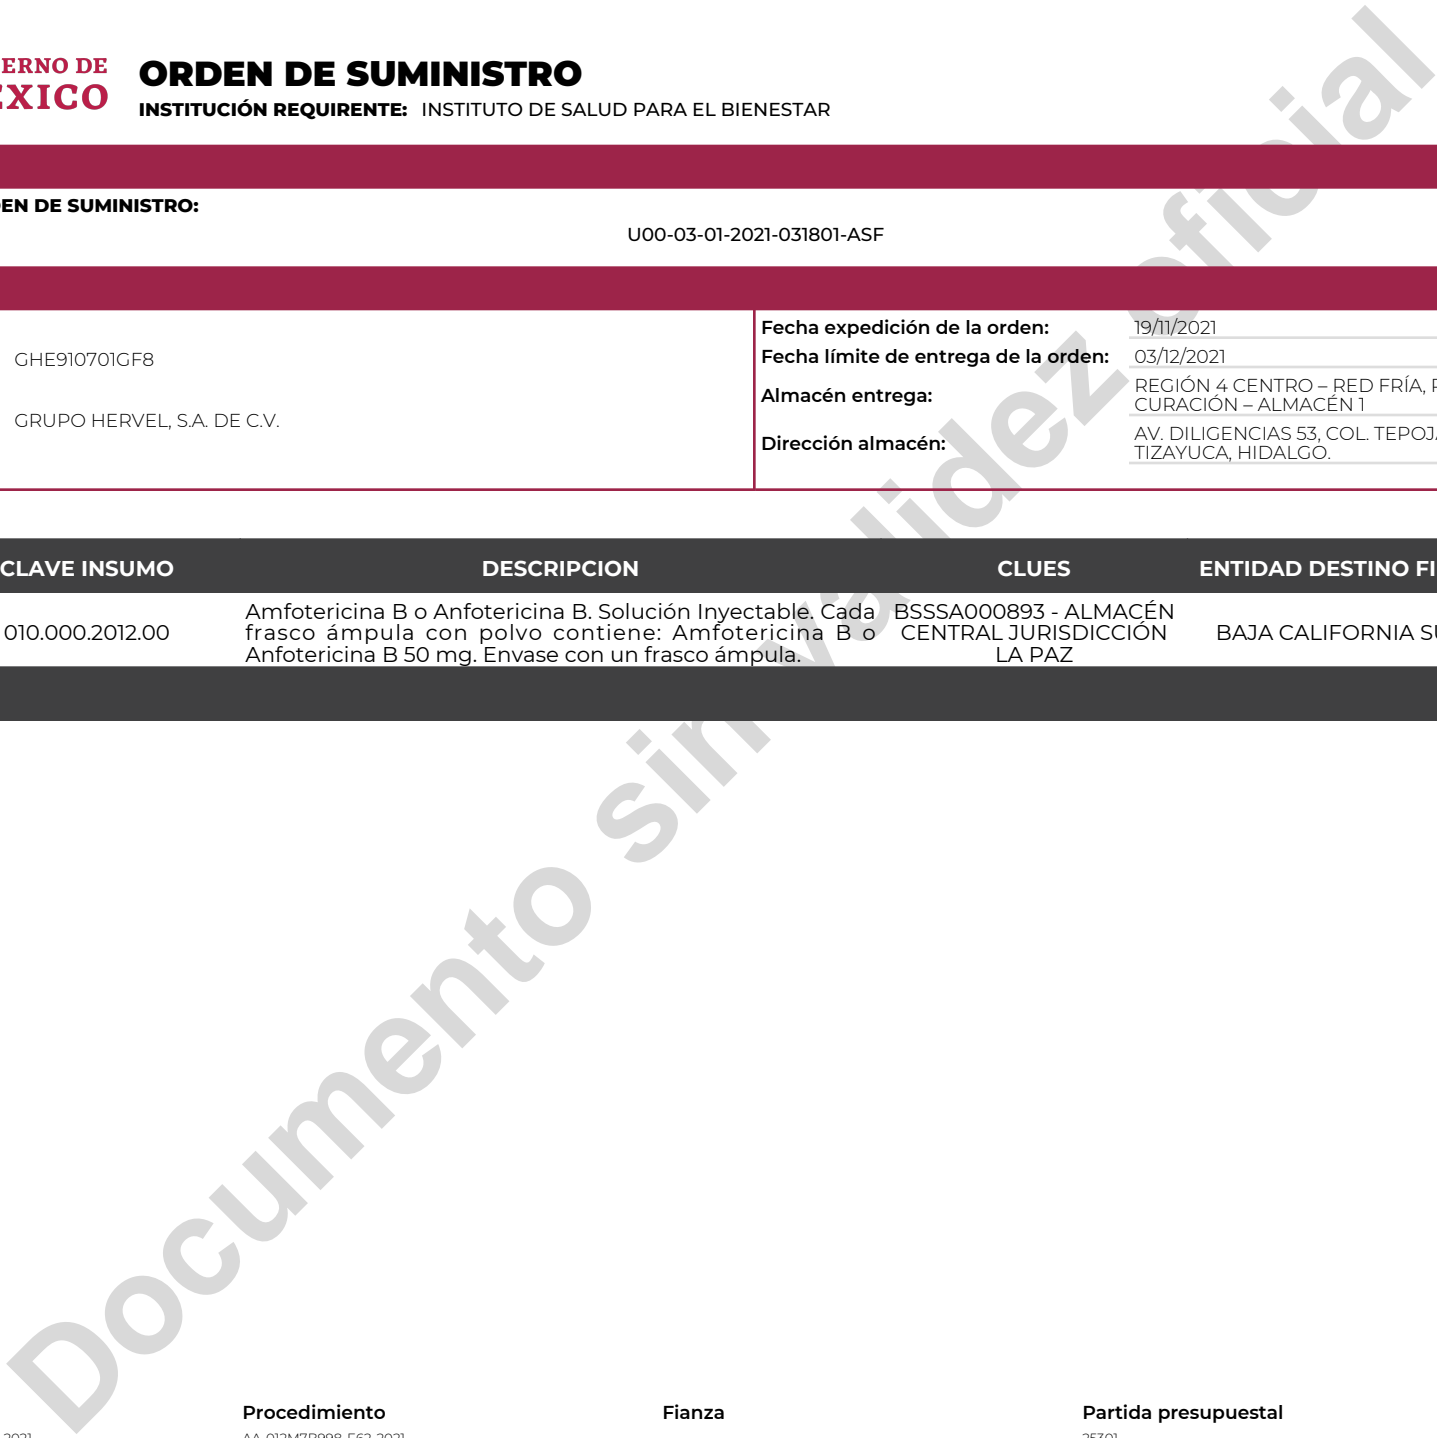 ERNO DE
EXICO
ORDEN DE SUMINISTRO
INSTITUCIÓN REQUIRENTE: INSTITUTO DE SALUD PARA EL BIENESTAR
EN DE SUMINISTRO:
U00-03-01-2021-031801-ASF
GHE910701GF8
GRUPO HERVEL, S.A. DE C.V.
Fecha expedición de la orden: 19/11/2021
Fecha límite de entrega de la orden: 03/12/2021
Almacén entrega: REGIÓN 4 CENTRO – RED FRÍA,
CURACIÓN – ALMACÉN 1
Dirección almacén: AV. DILIGENCIAS 53, COL. TEPOJ
TIZAYUCA, HIDALGO.
CLAVE INSUMO DESCRIPCION CLUES ENTIDAD DESTINO FI
010.000.2012.00
Amfotericina B o Anfotericina B. Solución Inyectable. Cada
frasco ámpula con polvo contiene: Amfotericina B o
Anfotericina B 50 mg. Envase con un frasco ámpula.
BSSSA000893 - ALMACÉN
CENTRAL JURISDICCIÓN
LA PAZ
BAJA CALIFORNIA SU
Documento sin validez oficial
Procedimiento Fianza Partida presupuestal